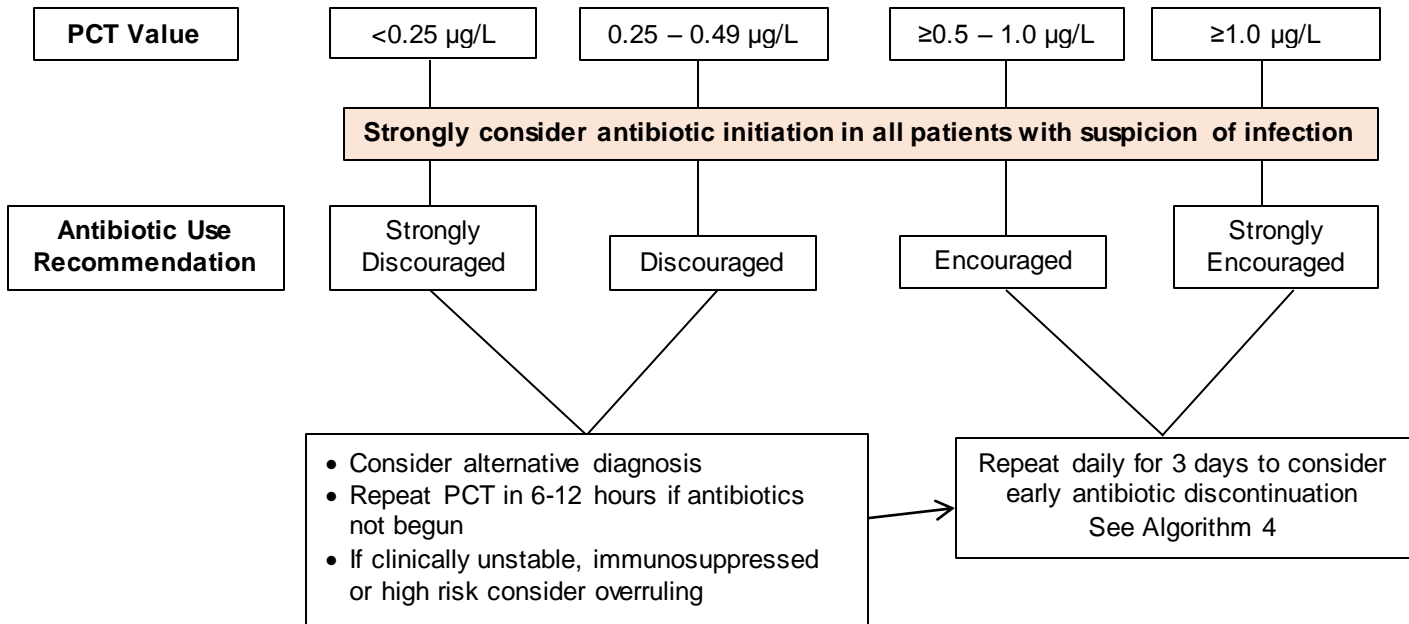 PCT Value
<0.25 µg/L
0.25 – 0.49 µg/L
≥0.5 – 1.0 µg/L
≥1.0 µg/L
Strongly consider antibiotic initiation in all patients with suspicion of infection
Antibiotic Use
Recommendation
Strongly
Discouraged
Discouraged
Encouraged
Strongly
Encouraged
• Consider alternative diagnosis
• Repeat PCT in 6-12 hours if antibiotics
not begun
• If clinically unstable, immunosuppressed
or high risk consider overruling
Repeat daily for 3 days to consider
early antibiotic discontinuation
See Algorithm 4